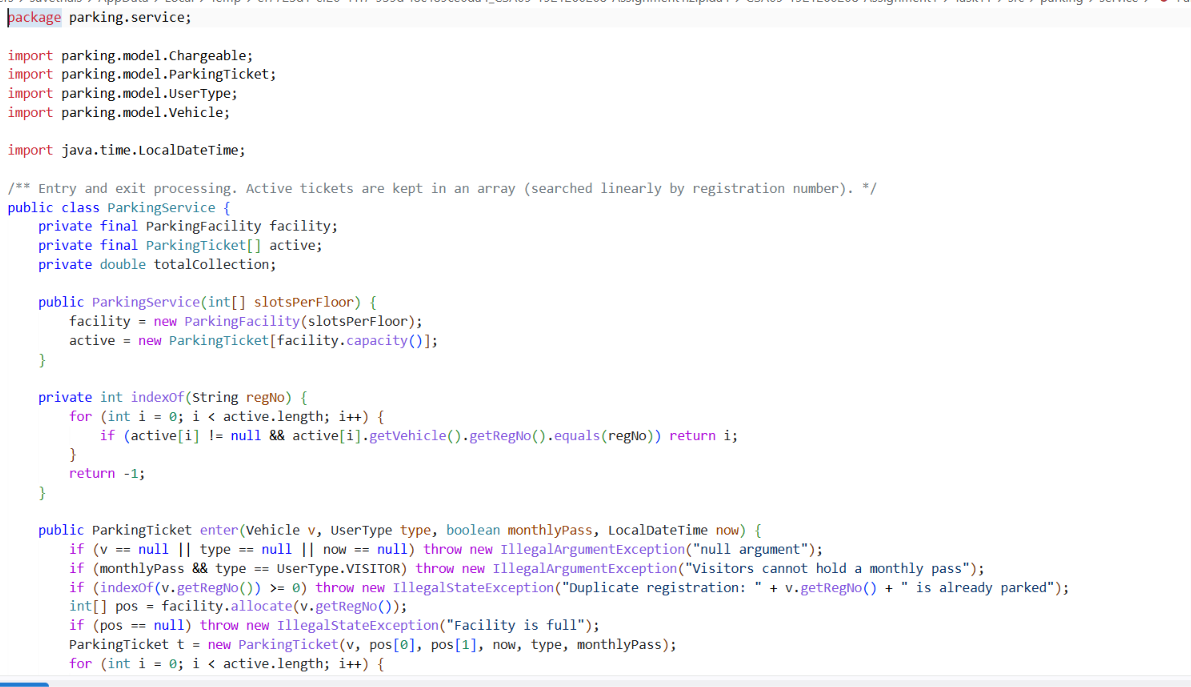 package parking.service;
import parking.model.Chargeable;
import parking.model.ParkingTicket;
import parking.model.UserType;
import parking.model.Vehicle;
import java.time.LocalDateTime;
/** Entry and exit processing. Active tickets are kept in an array (searched linearly by registration number). */
public class ParkingService {
    private final ParkingFacility facility;
    private final ParkingTicket[] active;
    private double totalCollection;
    public ParkingService(int[] slotsPerFloor) {
        facility = new ParkingFacility(slotsPerFloor);
        active = new ParkingTicket[facility.capacity()];
    }
    private int indexOf(String regNo) {
        for (int i = 0; i < active.length; i++) {
            if (active[i] != null && active[i].getVehicle().getRegNo().equals(regNo)) return i;
        }
        return -1;
    }
    public ParkingTicket enter(Vehicle v, UserType type, boolean monthlyPass, LocalDateTime now) {
        if (v == null || type == null || now == null) throw new IllegalArgumentException("null argument");
        if (monthlyPass && type == UserType.VISITOR) throw new IllegalArgumentException("Visitors cannot hold a monthly pass");
        if (indexOf(v.getRegNo()) >= 0) throw new IllegalStateException("Duplicate registration: " + v.getRegNo() + " is already parked");
        int[] pos = facility.allocate(v.getRegNo());
        if (pos == null) throw new IllegalStateException("Facility is full");
        ParkingTicket t = new ParkingTicket(v, pos[0], pos[1], now, type, monthlyPass);
        for (int i = 0; i < active.length; i++) {